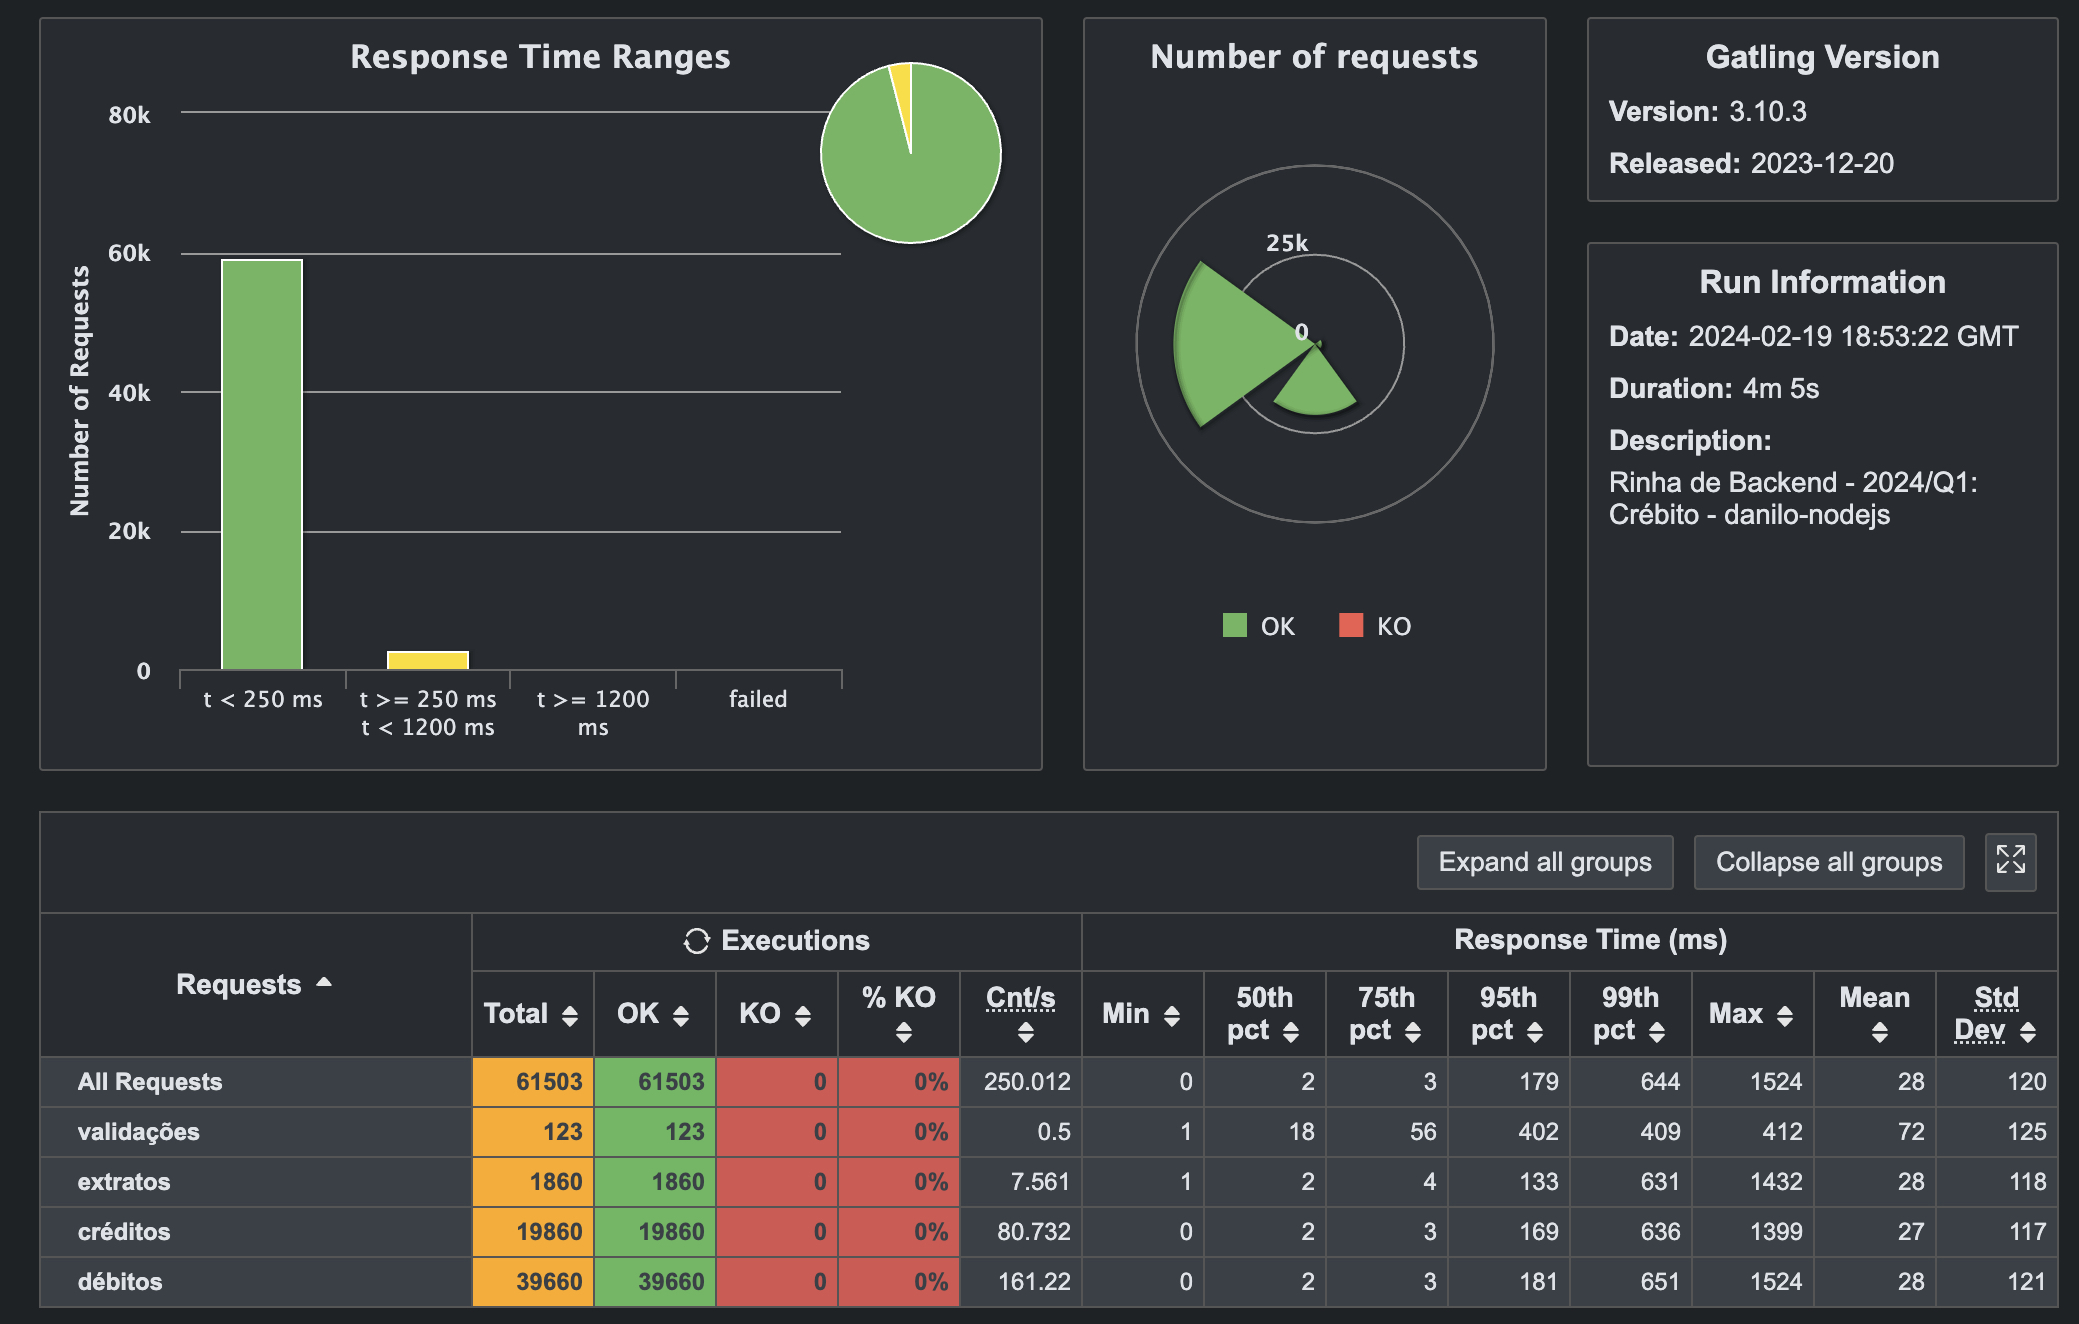 Response Time Ranges
80k
60k
40k
20k
0
Number of Requests
t < 250 ms
t >= 250 ms
t < 1200 ms
t >= 1200
ms
failed
Number of requests
25k
0
OK
KO
Gatling Version
Version: 3.10.3
Released: 2023-12-20
Run Information
Date: 2024-02-19 18:53:22 GMT
Duration: 4m 5s
Description:
Rinha de Backend - 2024/Q1:
Crébito - danilo-nodejs
Expand all groups
Collapse all groups
Requests
Executions
Response Time (ms)
Total
OK
KO
% KO
Cnt/s
Min
50th
pct
75th
pct
95th
pct
99th
pct
Max
Mean
Std
Dev
All Requests 61503 61503 0 0% 250.012 0 2 3 179 644 1524 28 120
validações 123 123 0 0% 0.5 1 18 56 402 409 412 72 125
extratos 1860 1860 0 0% 7.561 1 2 4 133 631 1432 28 118
créditos 19860 19860 0 0% 80.732 0 2 3 169 636 1399 27 117
débitos 39660 39660 0 0% 161.22 0 2 3 181 651 1524 28 121